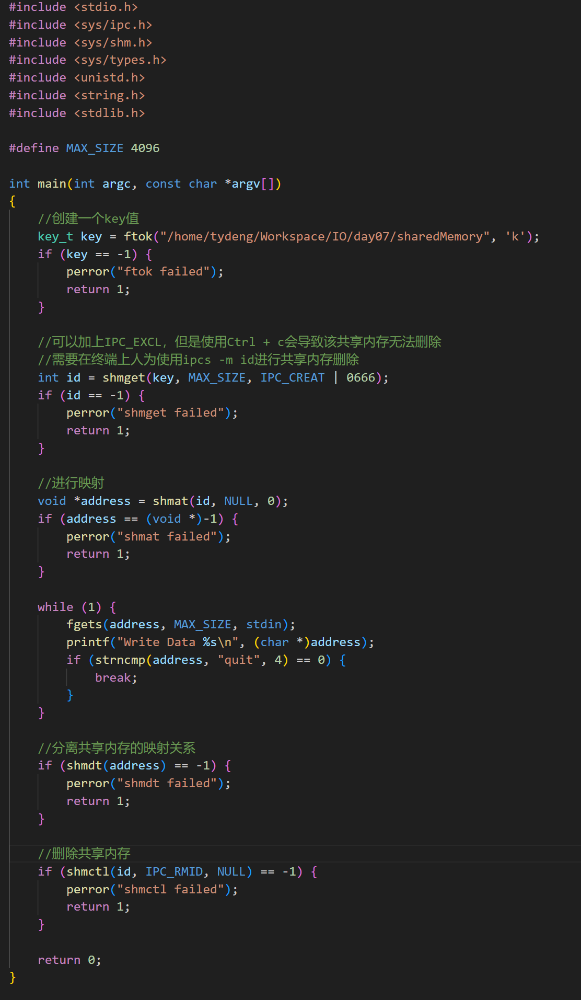 #include <stdio.h>
#include <sys/ipc.h>
#include <sys/shm.h>
#include <sys/types.h>
#include <unistd.h>
#include <string.h>
#include <stdlib.h>

#define MAX_SIZE 4096

int main(int argc, const char *argv[])
{
    //创建一个key值
    key_t key = ftok("/home/tydeng/Workspace/IO/day07/sharedMemory", 'k');
    if (key == -1) {
        perror("ftok failed");
        return 1;
    }

    //可以加上IPC_EXCL, 但是使用Ctrl + c会导致该共享内存无法删除
    //需要在终端上人为使用ipcs -m id进行共享内存删除
    int id = shmget(key, MAX_SIZE, IPC_CREAT | 0666);
    if (id == -1) {
        perror("shmget failed");
        return 1;
    }

    //进行映射
    void *address = shmat(id, NULL, 0);
    if (address == (void *)-1) {
        perror("shmat failed");
        return 1;
    }

    while (1) {
        fgets(address, MAX_SIZE, stdin);
        printf("Write Data %s\n", (char *)address);
        if (strncmp(address, "quit", 4) == 0) {
            break;
        }
    }

    //分离共享内存的映射关系
    if (shmdt(address) == -1) {
        perror("shmdt failed");
        return 1;
    }

    //删除共享内存
    if (shmctl(id, IPC_RMID, NULL) == -1) {
        perror("shmctl failed");
        return 1;
    }

    return 0;
}